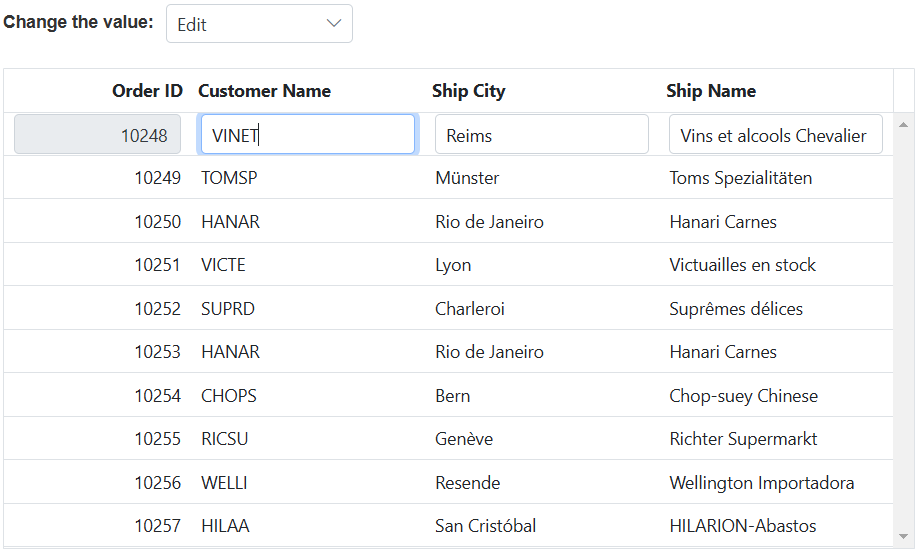 Change the value: Edit
Order ID Customer Name Ship City Ship Name
10248 VINET Reims Vins et alcools Chevalier
10249 TOMSP Münster Toms Spezialitäten
10250 HANAR Rio de Janeiro Hanari Carnes
10251 VICTE Lyon Victuailles en stock
10252 SUPRD Charleroi Suprêmes délices
10253 HANAR Rio de Janeiro Hanari Carnes
10254 CHOPS Bern Chop-suey Chinese
10255 RICSU Genève Richter Supermarkt
10256 WELLI Resende Wellington Importadora
10257 HILAA San Cristóbal HILARION-Abastos